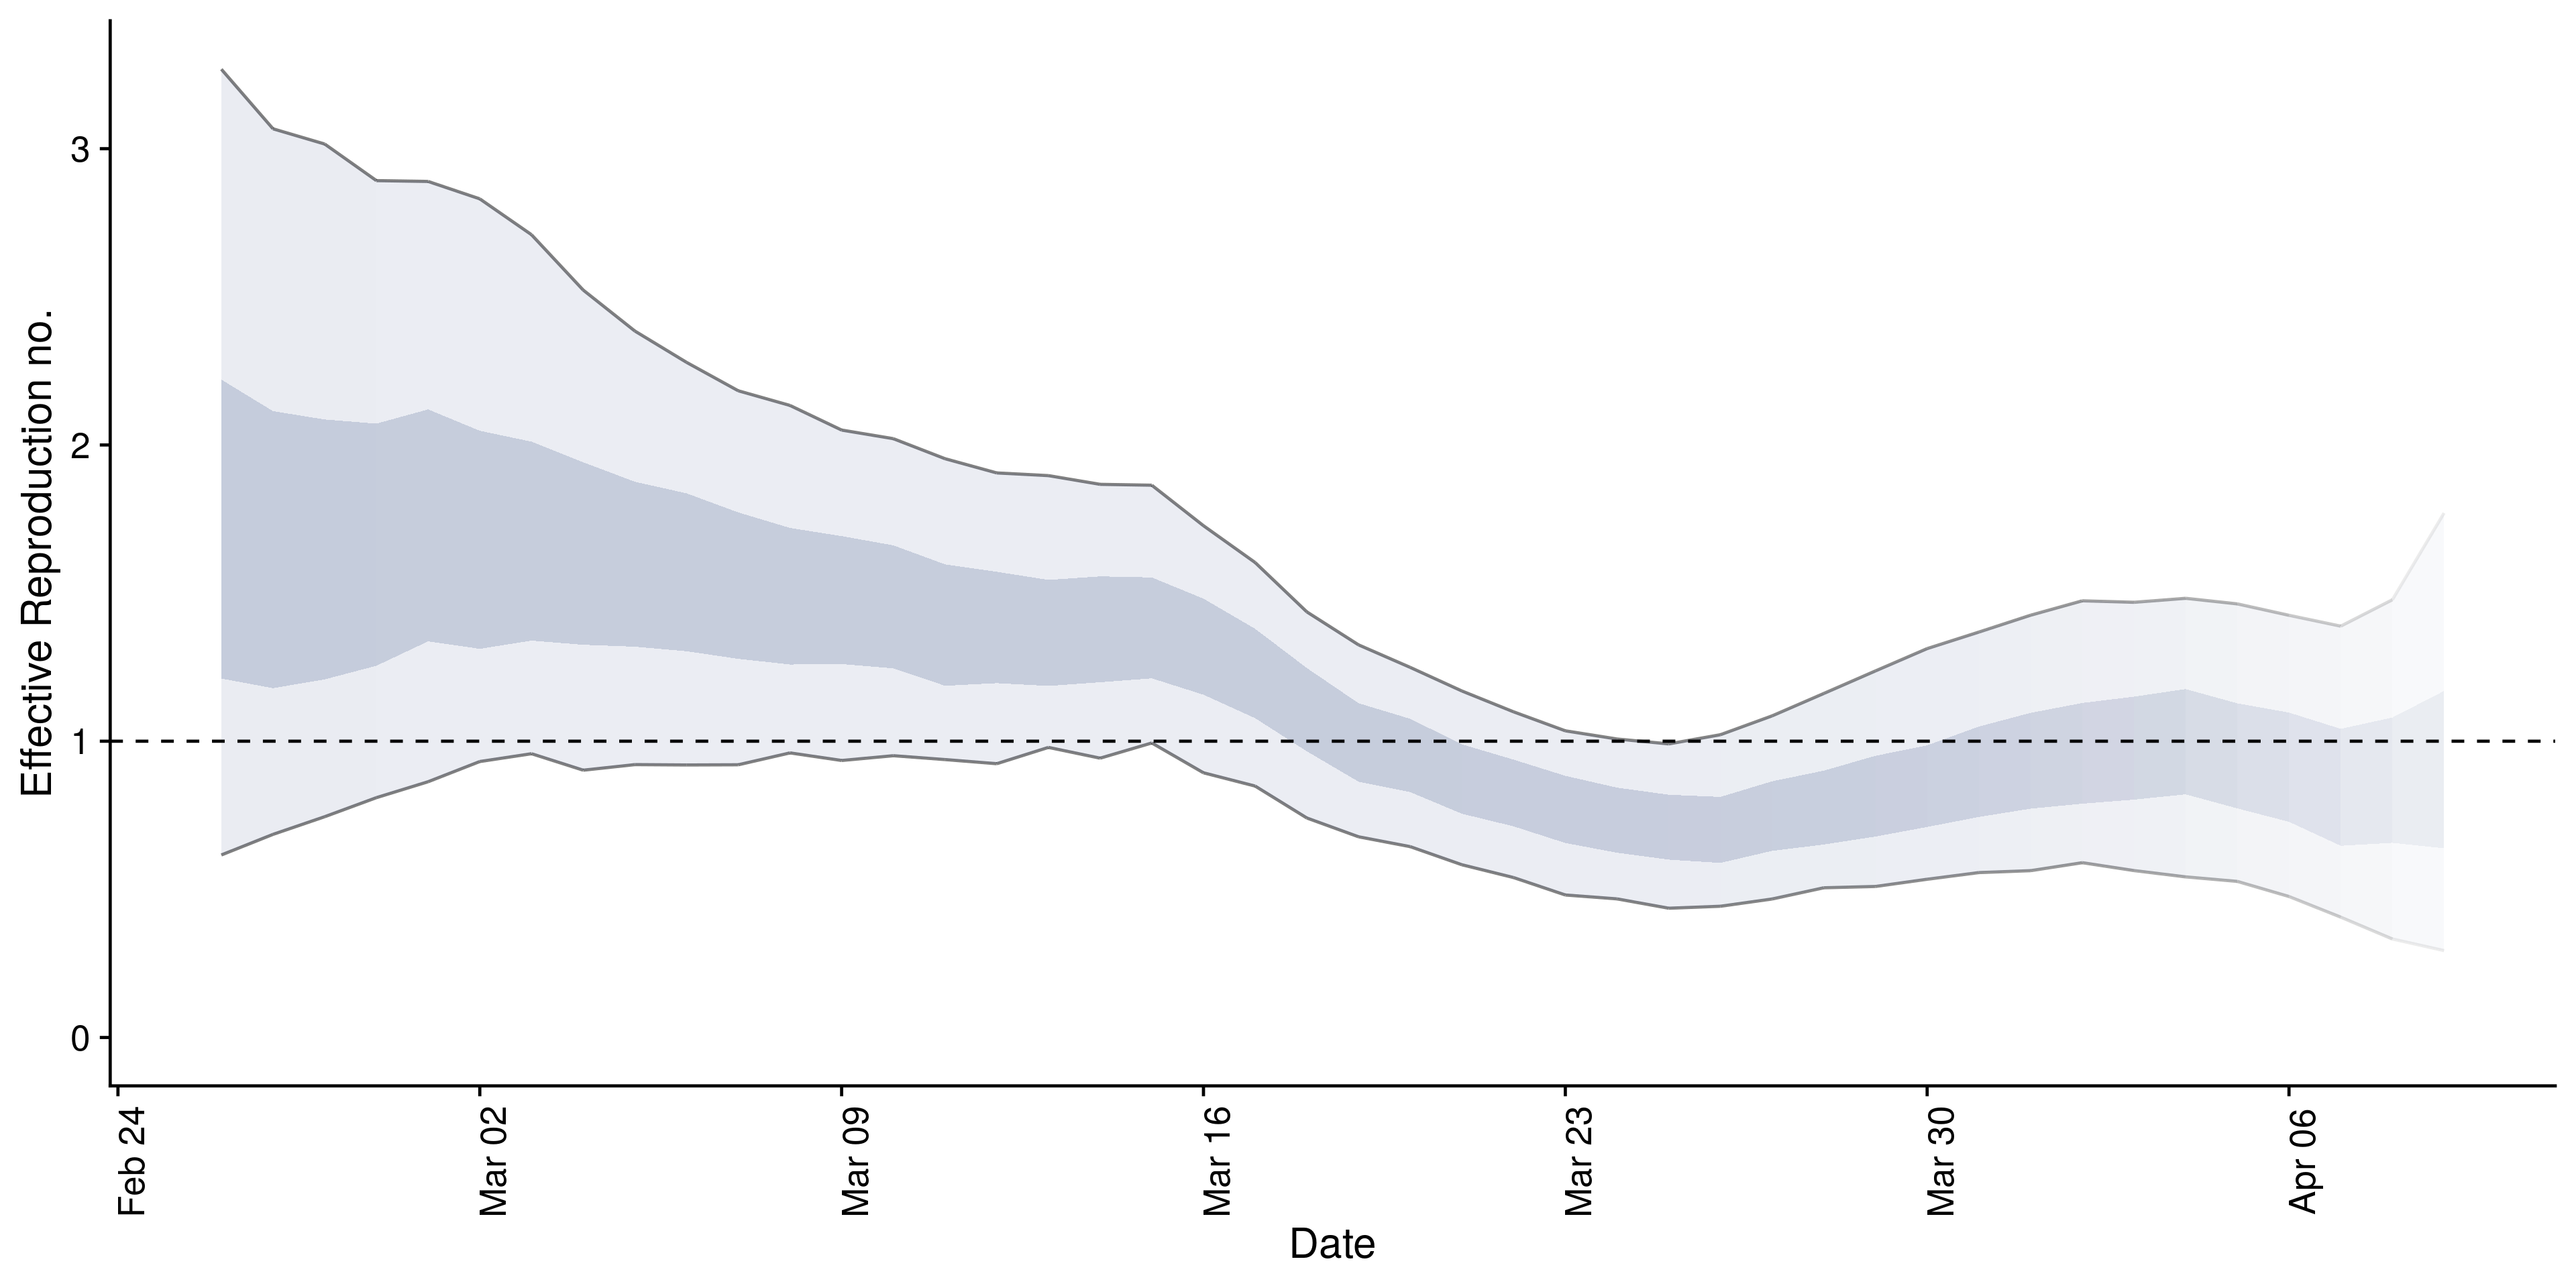 Effective Reproduction no.
3
2
1
0
Feb 24
Mar 02
Mar 09
Mar 16
Mar 23
Mar 30
Apr 06
Date